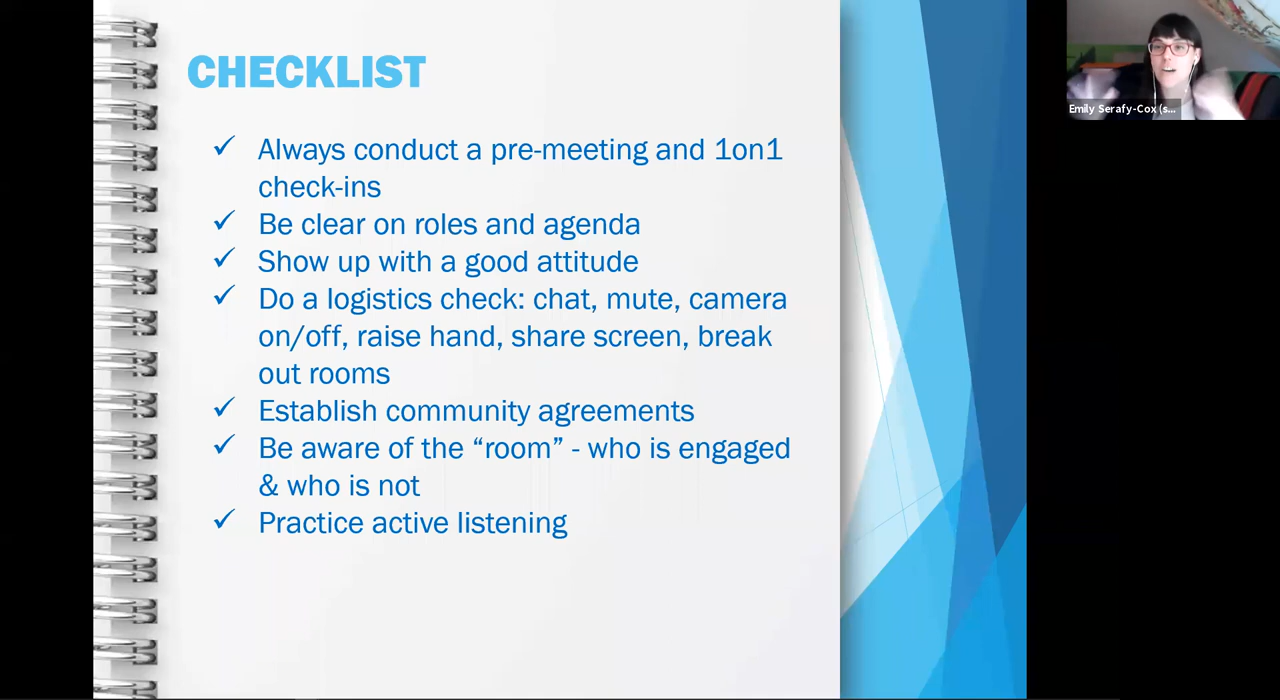 CHECKLIST
✓ Always conduct a pre-meeting and 1on1
check-ins
✓ Be clear on roles and agenda
✓ Show up with a good attitude
✓ Do a logistics check: chat, mute, camera
on/off, raise hand, share screen, break
out rooms
✓ Establish community agreements
✓ Be aware of the “room” - who is engaged
& who is not
✓ Practice active listening
Emily Serafy-Cox (s...